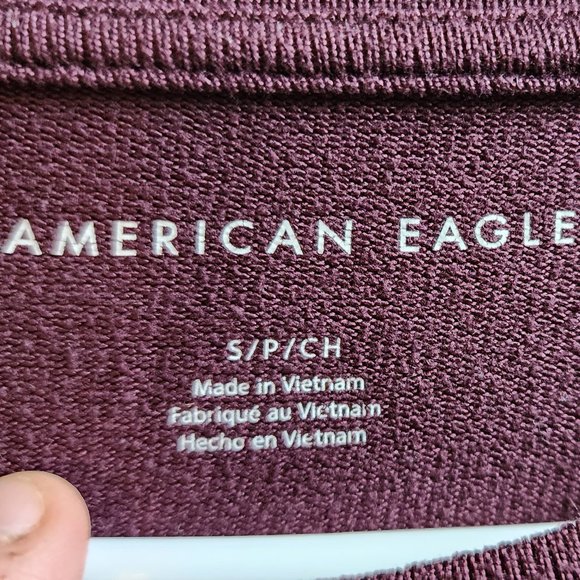 AMERICAN EAGLE
S/P/CH
Made in Vietnam
Fabriqué au Vietnam
Hecho en Vietnam